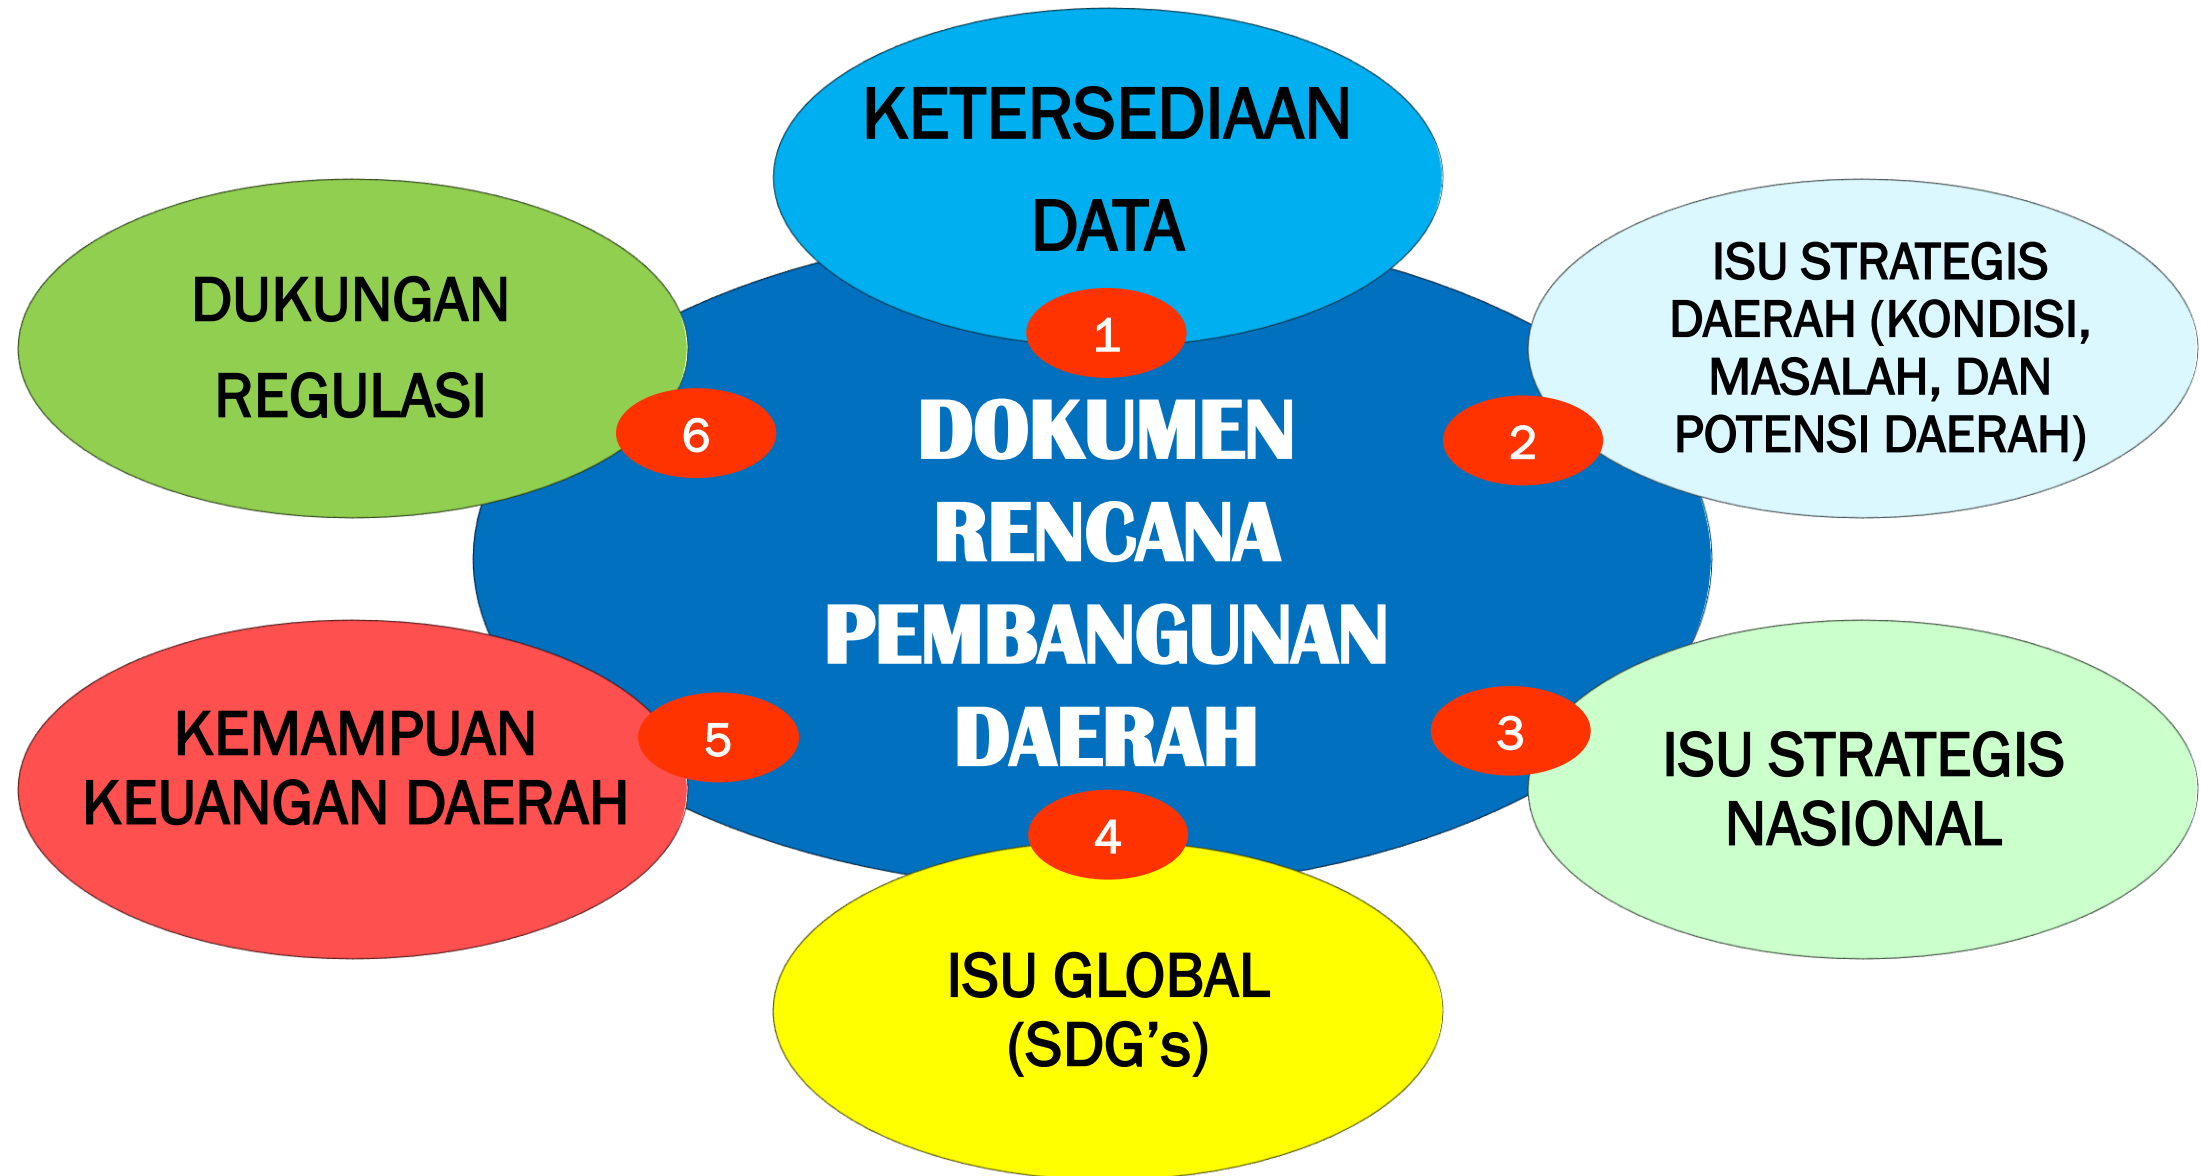 KETERSEDIAAN
DATA
1
ISU STRATEGIS
DAERAH (KONDISI,
MASALAH, DAN
POTENSI DAERAH)
2
ISU STRATEGIS
NASIONAL
3
ISU GLOBAL
(SDG’s)
4
KEMAMPUAN
KEUANGAN DAERAH
5
DUKUNGAN
REGULASI
6
DOKUMEN
RENCANA
PEMBANGUNAN
DAERAH